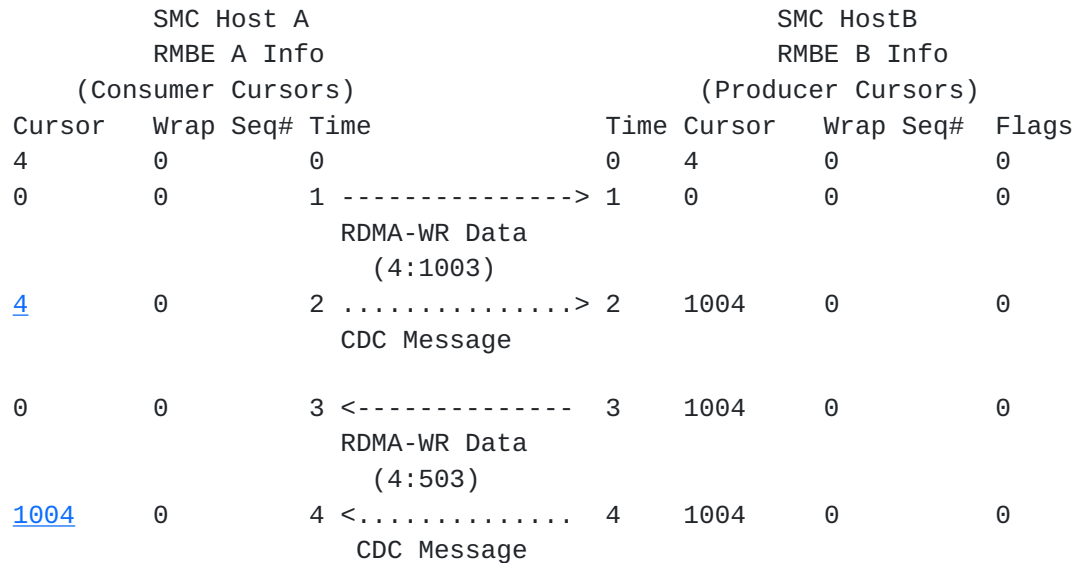 SMC Host A                              SMC HostB
RMBE A Info                             RMBE B Info
(Consumer Cursors)                      (Producer Cursors)
Cursor   Wrap Seq# Time               Time Cursor   Wrap Seq#  Flags
4        0         0                  0    4        0          0
0        0         1 ---------------> 1    0        0          0
RDMA-WR Data
(4:1003)
4        0         2 ...............> 2    1004     0          0
CDC Message
0        0         3 <--------------  3    1004     0          0
RDMA-WR Data
(4:503)
1004     0         4 <..............  4    1004     0          0
CDC Message